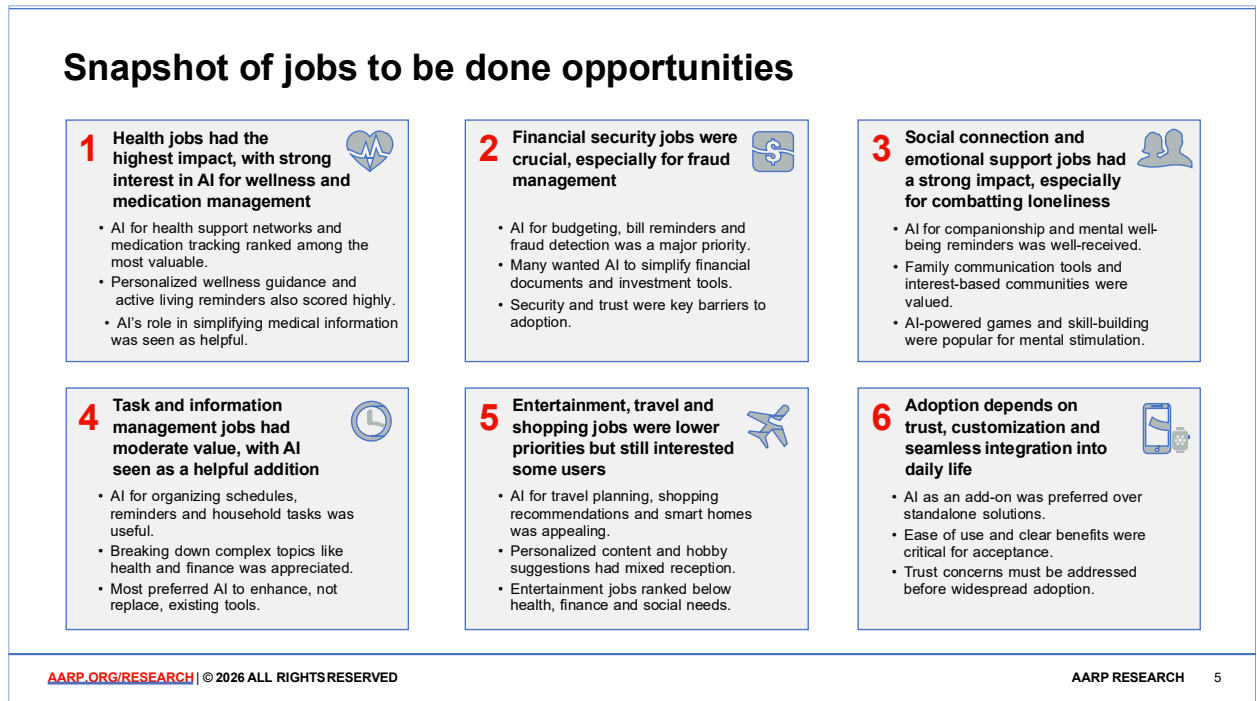 Snapshot of jobs to be done opportunities
1
Health jobs had the
highest impact, with strong
interest in AI for wellness and
medication management
• AI for health support networks and
medication tracking ranked among the
most valuable.
• Personalized wellness guidance and
active living reminders also scored highly.
• AI’s role in simplifying medical information
was seen as helpful.
2
Financial security jobs were
crucial, especially for fraud
management
• AI for budgeting, bill reminders and
fraud detection was a major priority.
• Many wanted AI to simplify financial
documents and investment tools.
• Security and trust were key barriers to
adoption.
3
Social connection and
emotional support jobs had
a strong impact, especially
for combatting loneliness
• AI for companionship and mental well-
being reminders was well-received.
• Family communication tools and
interest-based communities were
valued.
• AI-powered games and skill-building
were popular for mental stimulation.
4
Task and information
management jobs had
moderate value, with AI
seen as a helpful addition
• AI for organizing schedules,
reminders and household tasks was
useful.
• Breaking down complex topics like
health and finance was appreciated.
• Most preferred AI to enhance, not
replace, existing tools.
5
Entertainment, travel and
shopping jobs were lower
priorities but still interested
some users
• AI for travel planning, shopping
recommendations and smart homes
was appealing.
• Personalized content and hobby
suggestions had mixed reception.
• Entertainment jobs ranked below
health, finance and social needs.
6
Adoption depends on
trust, customization and
seamless integration into
daily life
• AI as an add-on was preferred over
standalone solutions.
• Ease of use and clear benefits were
critical for acceptance.
• Trust concerns must be addressed
before widespread adoption.
AARP.ORG/RESEARCH | © 2026 ALL RIGHTS RESERVED
AARP RESEARCH 5